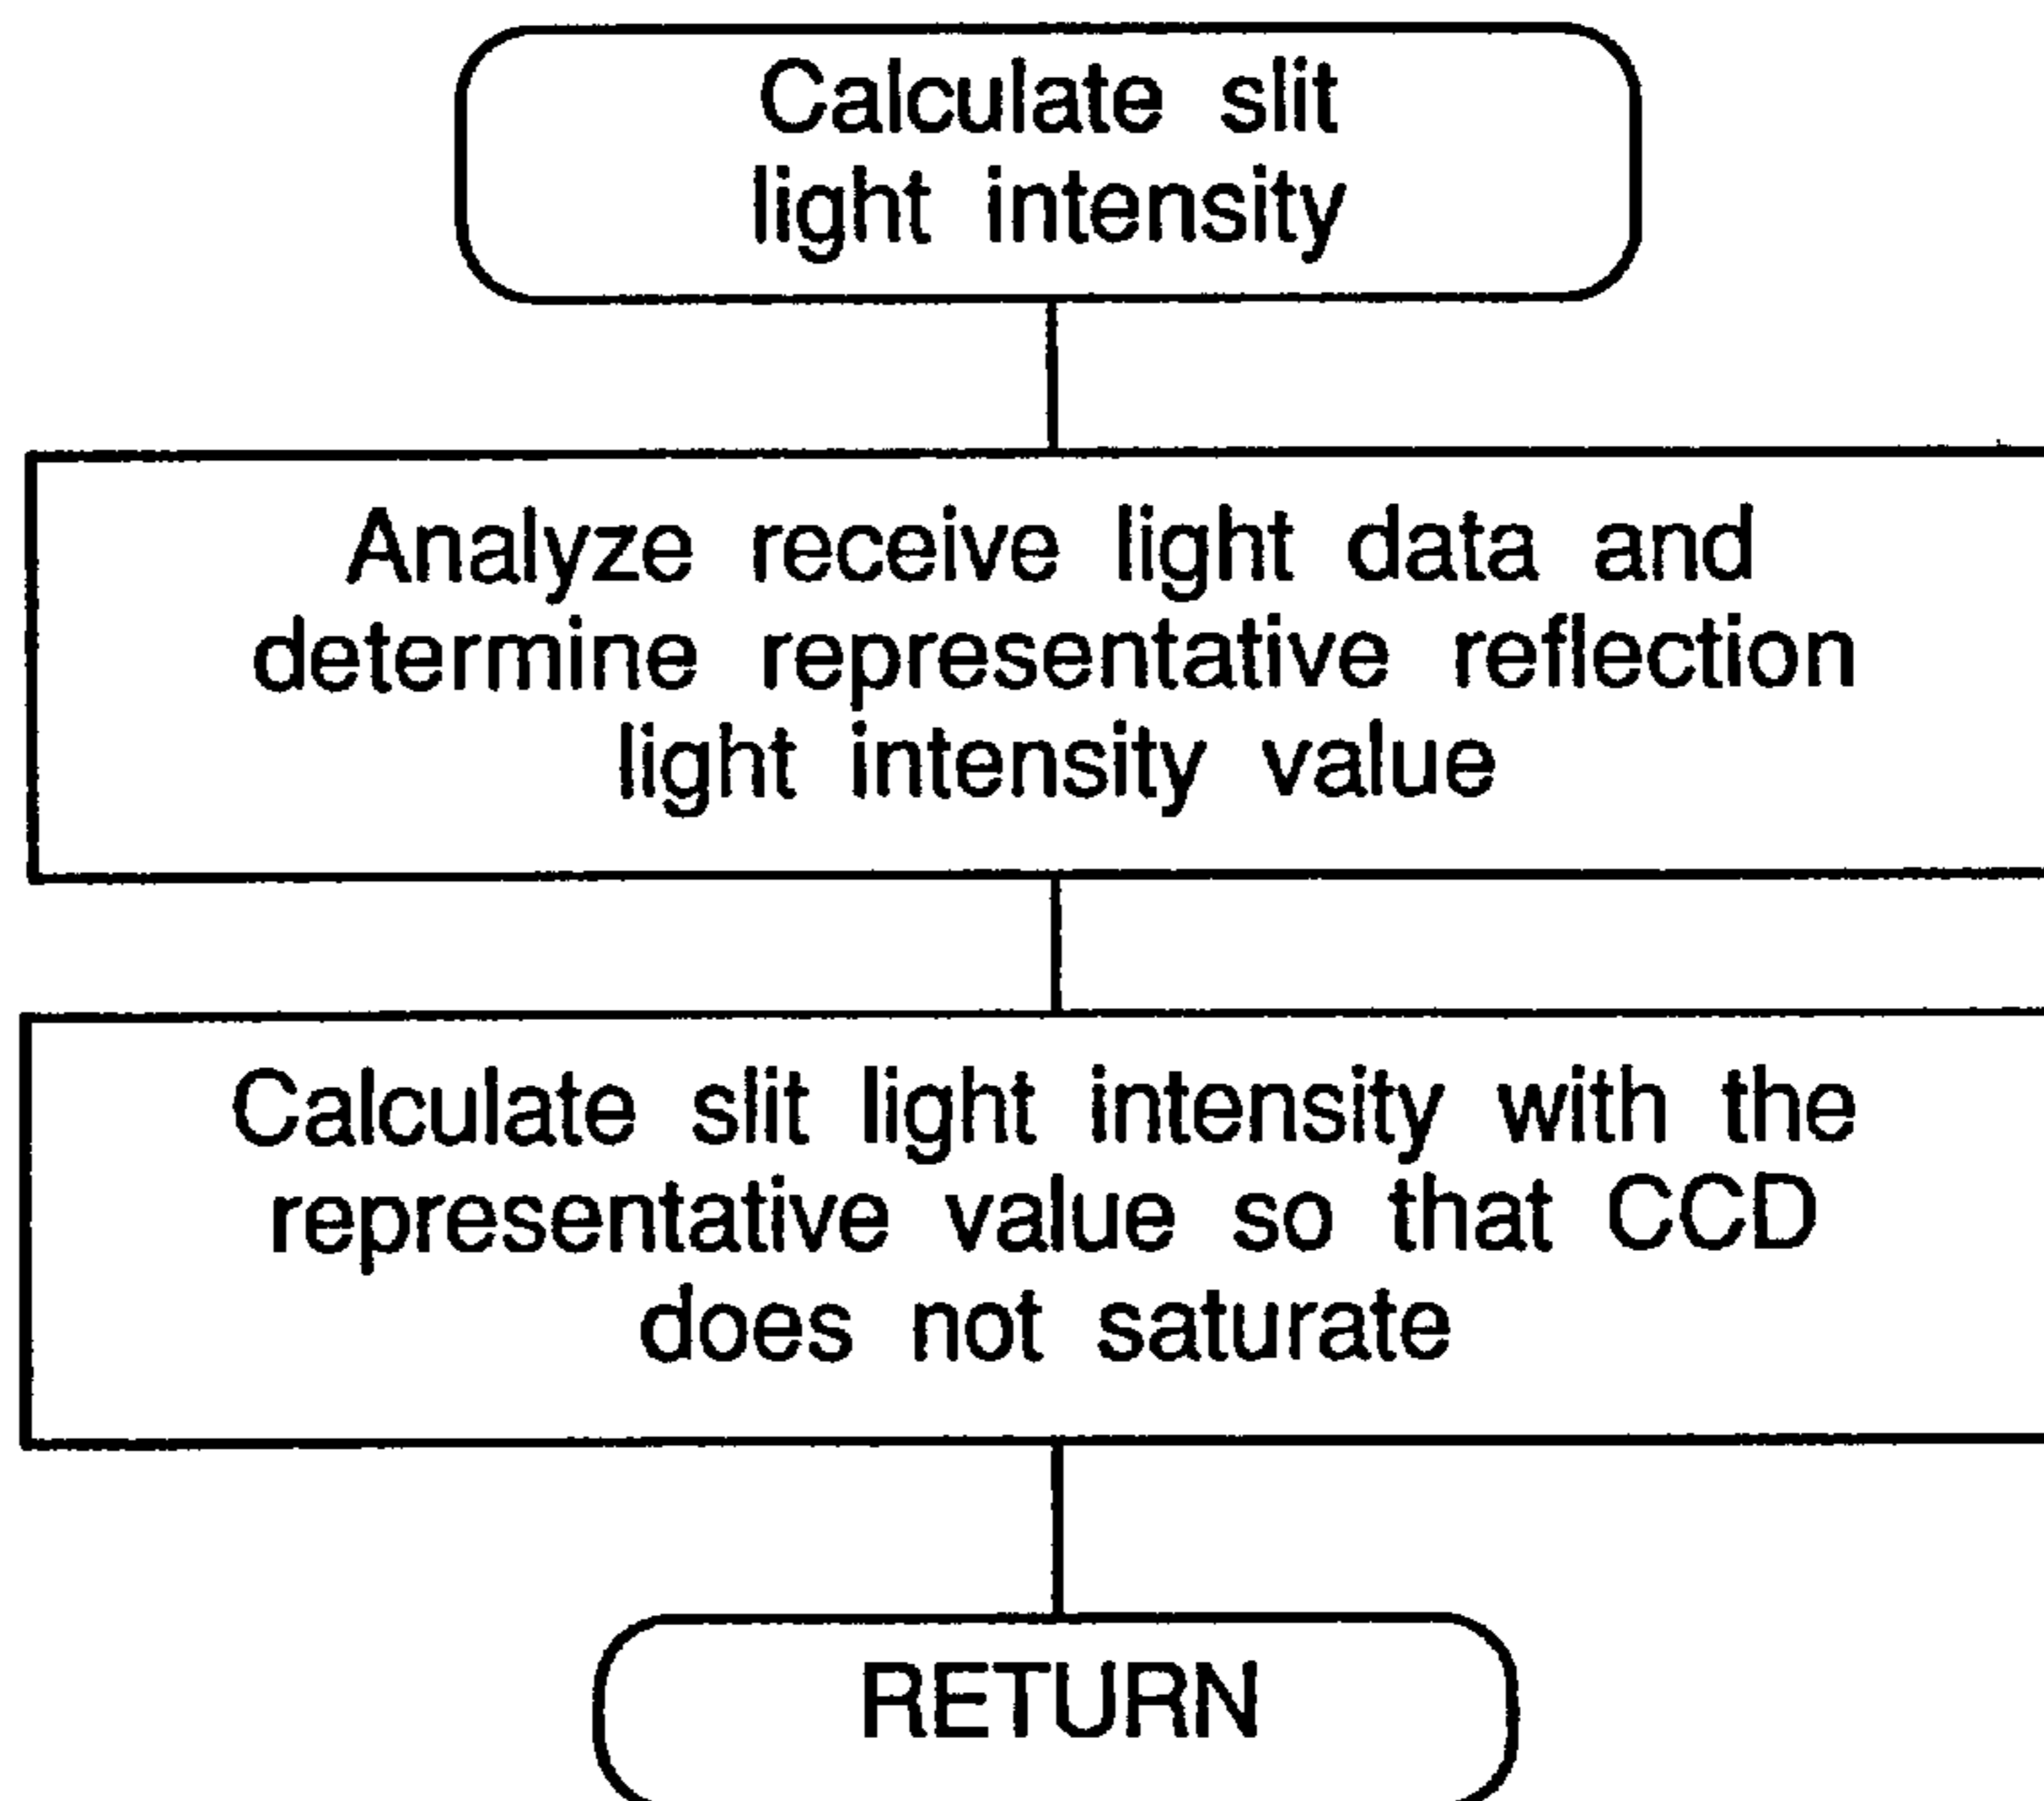 Calculate slit
light intensity
Analyze receive light data and
determine representative reflection
light intensity value
Calculate slit light intensity with the
representative value so that CCD
does not saturate
RETURN